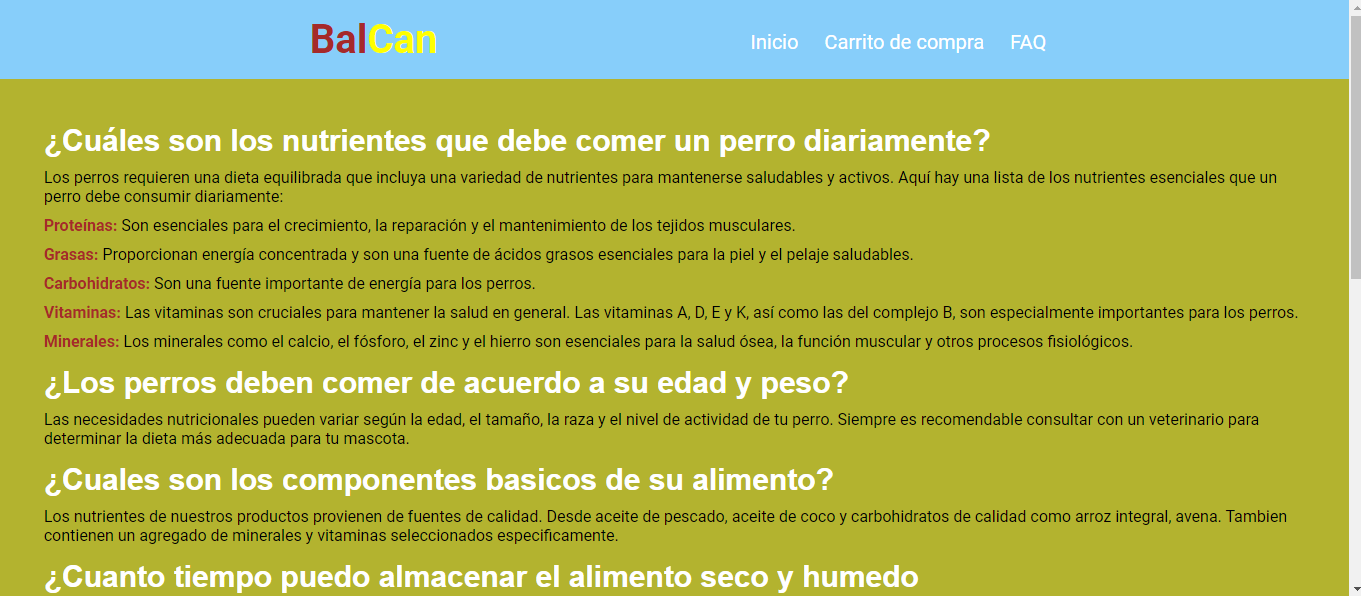 BalCan
Inicio Carrito de compra FAQ
¿Cuáles son los nutrientes que debe comer un perro diariamente?
Los perros requieren una dieta equilibrada que incluya una variedad de nutrientes para mantenerse saludables y activos. Aquí hay una lista de los nutrientes esenciales que un
perro debe consumir diariamente:
Proteínas: Son esenciales para el crecimiento, la reparación y el mantenimiento de los tejidos musculares.
Grasas: Proporcionan energía concentrada y son una fuente de ácidos grasos esenciales para la piel y el pelaje saludables.
Carbohidratos: Son una fuente importante de energía para los perros.
Vitaminas: Las vitaminas son cruciales para mantener la salud en general. Las vitaminas A, D, E y K, así como las del complejo B, son especialmente importantes para los perros.
Minerales: Los minerales como el calcio, el fósforo, el zinc y el hierro son esenciales para la salud ósea, la función muscular y otros procesos fisiológicos.
¿Los perros deben comer de acuerdo a su edad y peso?
Las necesidades nutricionales pueden variar según la edad, el tamaño, la raza y el nivel de actividad de tu perro. Siempre es recomendable consultar con un veterinario para
determinar la dieta más adecuada para tu mascota.
¿Cuales son los componentes basicos de su alimento?
Los nutrientes de nuestros productos provienen de fuentes de calidad. Desde aceite de pescado, aceite de coco y carbohidratos de calidad como arroz integral, avena. Tambien
contienen un agregado de minerales y vitaminas seleccionados especificamente.
¿Cuanto tiempo puedo almacenar el alimento seco y humedo